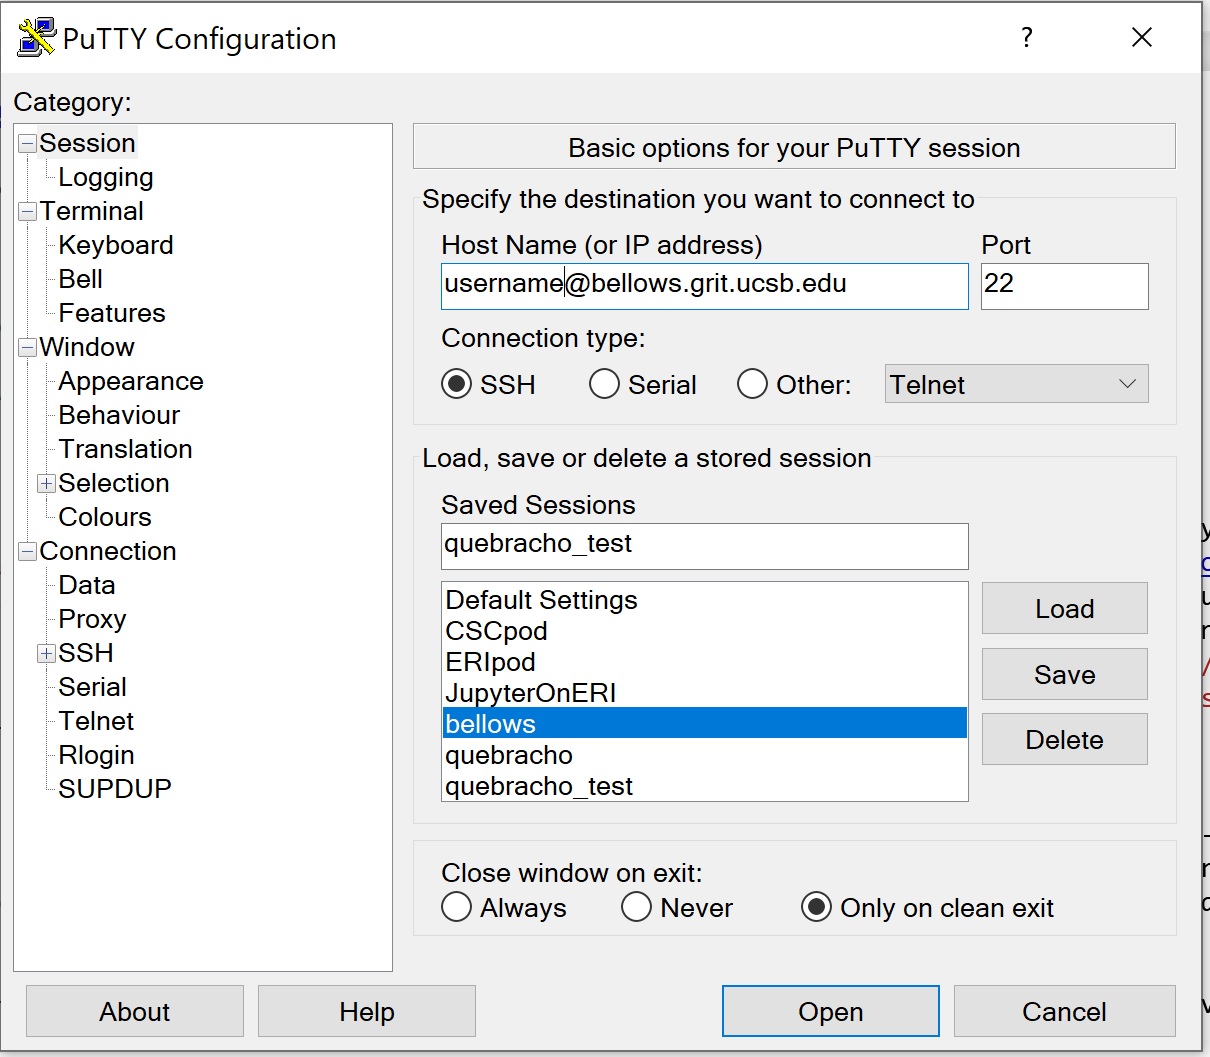 PuTTY Configuration
?
Category:
Session
Logging
Terminal
Keyboard
Bell
Features
Window
Appearance
Behaviour
Translation
Selection
Colours
Connection
Data
Proxy
SSH
Serial
Telnet
Rlogin
SUPDUP
Basic options for your PuTTY session
Specify the destination you want to connect to
Host Name (or IP address) Port
username@bellows.grit.ucsb.edu 22
Connection type:
SSH Serial Other: Telnet
Load, save or delete a stored session
Saved Sessions
quebracho_test
Default Settings
CSCpod
ERIpod
JupyterOnERI
bellows
quebracho
quebracho_test
Load
Save
Delete
Close window on exit:
Always Never Only on clean exit
About Help Open Cancel